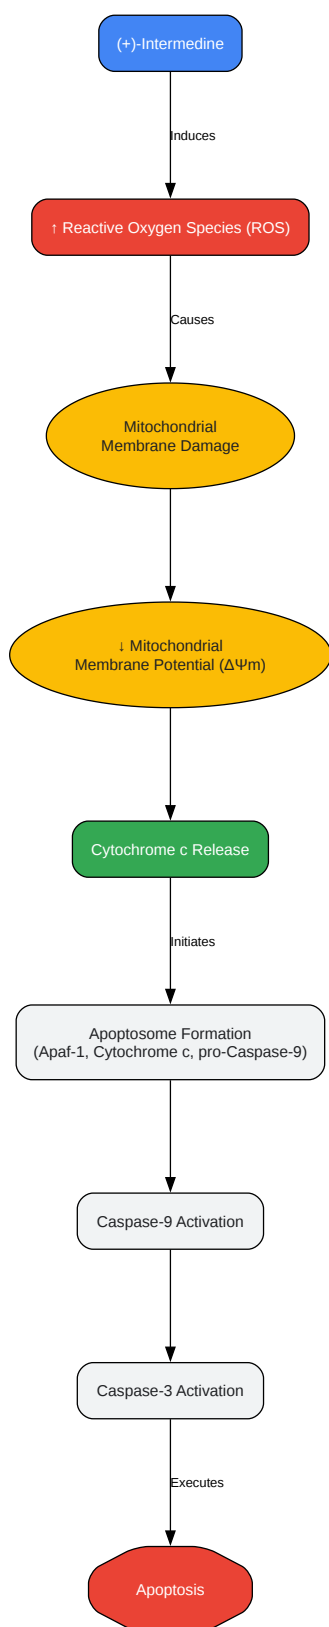 (+)-Intermedine
Induces
↑ Reactive Oxygen Species (ROS)
Causes
Mitochondrial
Membrane Damage
↓ Mitochondrial
Membrane Potential (ΔΨm)
Cytochrome c Release
Initiates
Apoptosome Formation
(Apaf-1, Cytochrome c, pro-Caspase-9)
Caspase-9 Activation
Caspase-3 Activation
Executes
Apoptosis